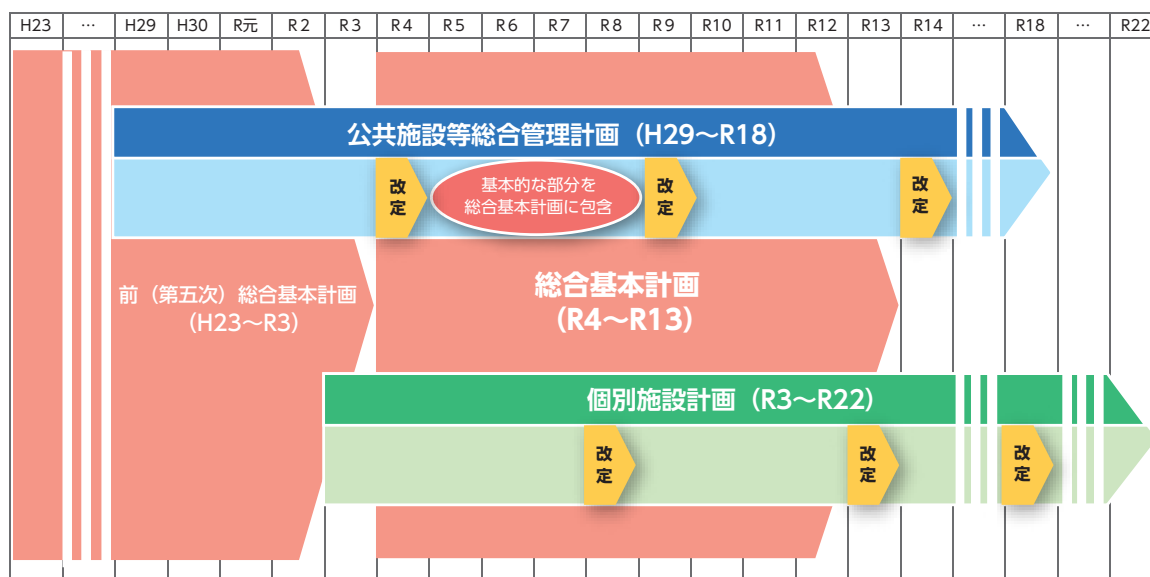 H23 … H29 H30 R元 R2 R3 R4 R5 R6 R7 R8 R9 R10 R11 R12 R13 R14 … R18 … R22
公共施設等総合管理計画（H29〜R18）
改定
基本的な部分を
総合基本計画に包含
改定
改定
前（第五次）総合基本計画
（H23〜R3）
総合基本計画
（R4〜R13）
個別施設計画（R3〜R22）
改定
改定
改定